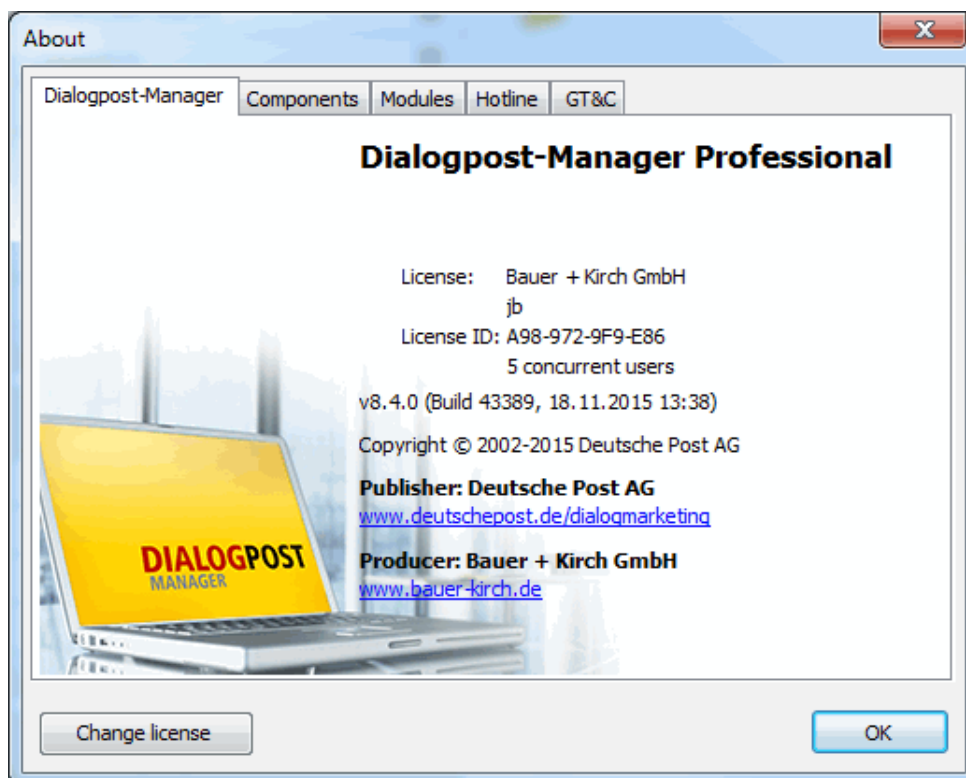 About
Dialogpost-Manager Components Modules Hotline GT&C
Dialogpost-Manager Professional
License: Bauer + Kirch GmbH
jb
License ID: A98-972-9F9-E86
5 concurrent users
v8.4.0 (Build 43389, 18.11.2015 13:38)
Copyright © 2002-2015 Deutsche Post AG
Publisher: Deutsche Post AG
www.deutschepost.de/dialogmarketing
Producer: Bauer + Kirch GmbH
www.bauer-kirch.de
DIALOGPOST
MANAGER
Change license OK